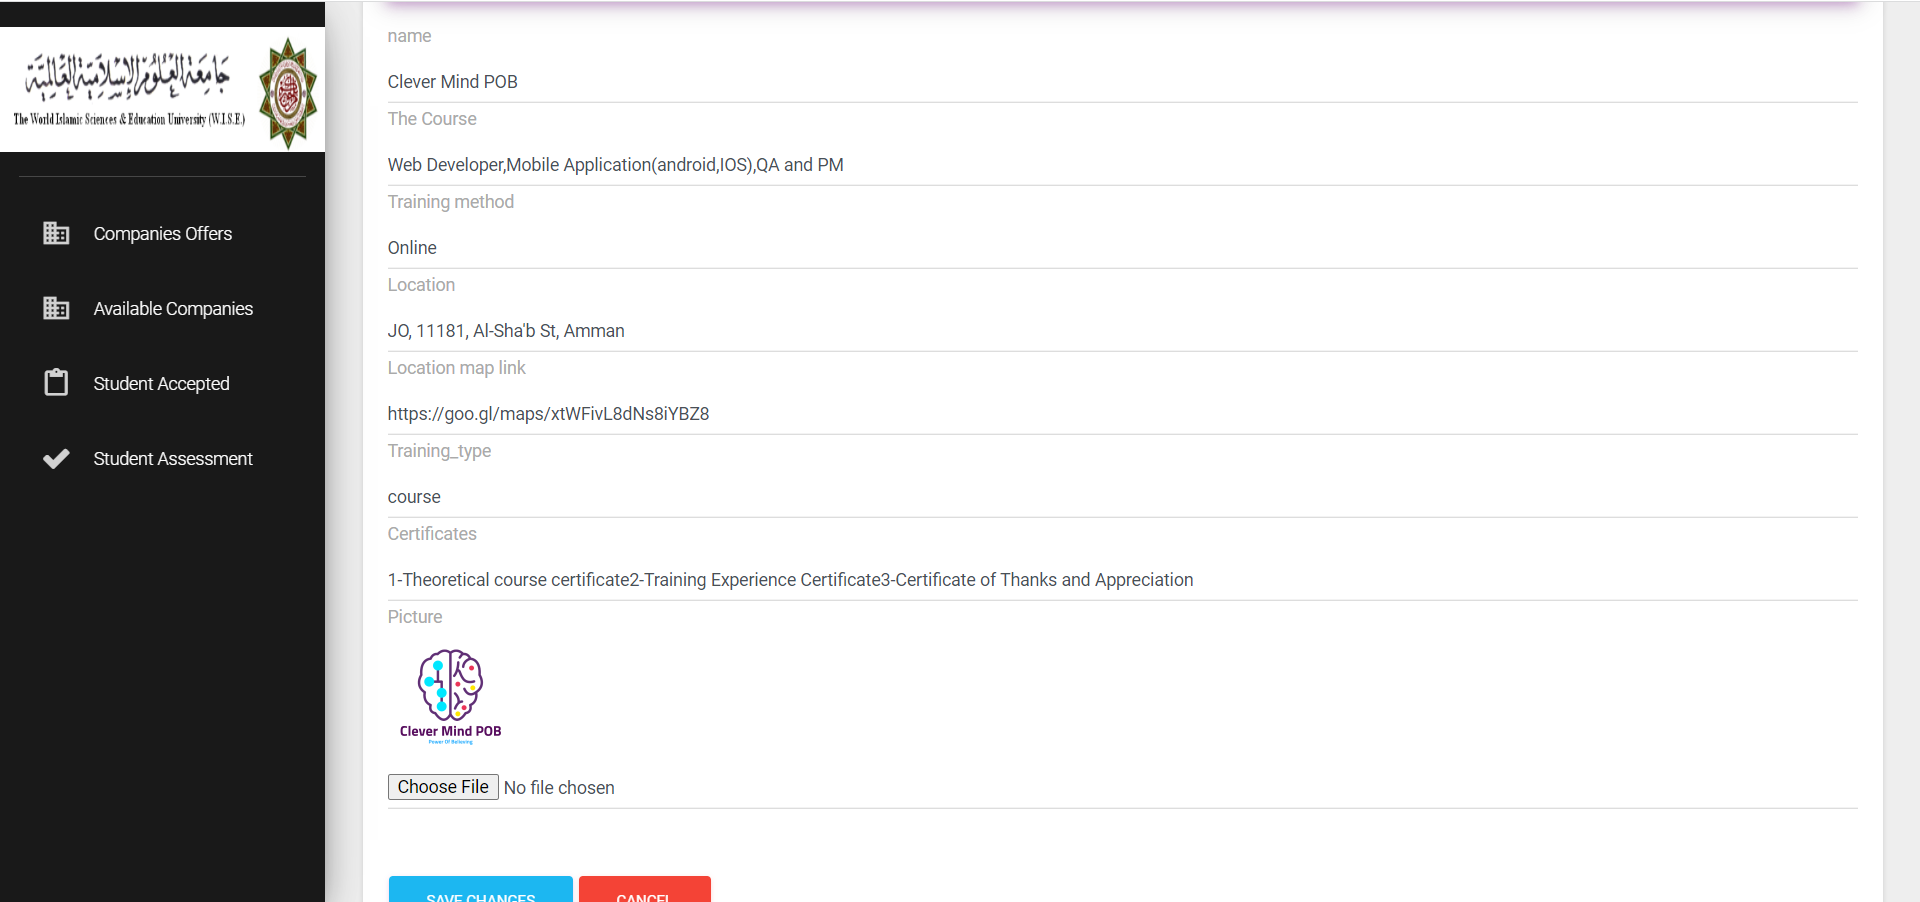 جامعة العلوم الإسلامية العالمية
The World Islamic Sciences & Education University (W.I.S.E.)
Companies Offers
Available Companies
Student Accepted
Student Assessment
name
Clever Mind POB
The Course
Web Developer,Mobile Application(android,IOS),QA and PM
Training method
Online
Location
JO, 11181, Al-Sha'b St, Amman
Location map link
https://goo.gl/maps/xtWFivL8dNs8iYBZ8
Training_type
course
Certificates
1-Theoretical course certificate2-Training Experience Certificate3-Certificate of Thanks and Appreciation
Picture
Clever Mind POB
Power Of Believing
Choose File No file chosen
SAVE CHANGES CANCEL